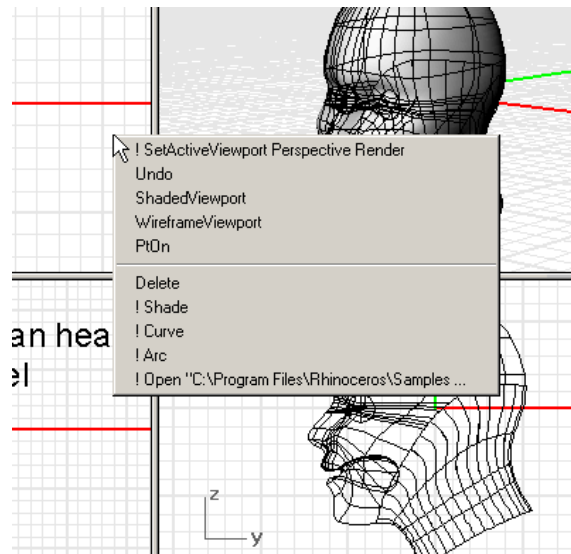 ! SetActiveViewport Perspective Render
Undo
ShadedViewport
WireframeViewport
PtOn
Delete
! Shade
! Curve
! Arc
! Open "C:\Program Files\Rhinoceros\Samples ...
an hea
el
z
y